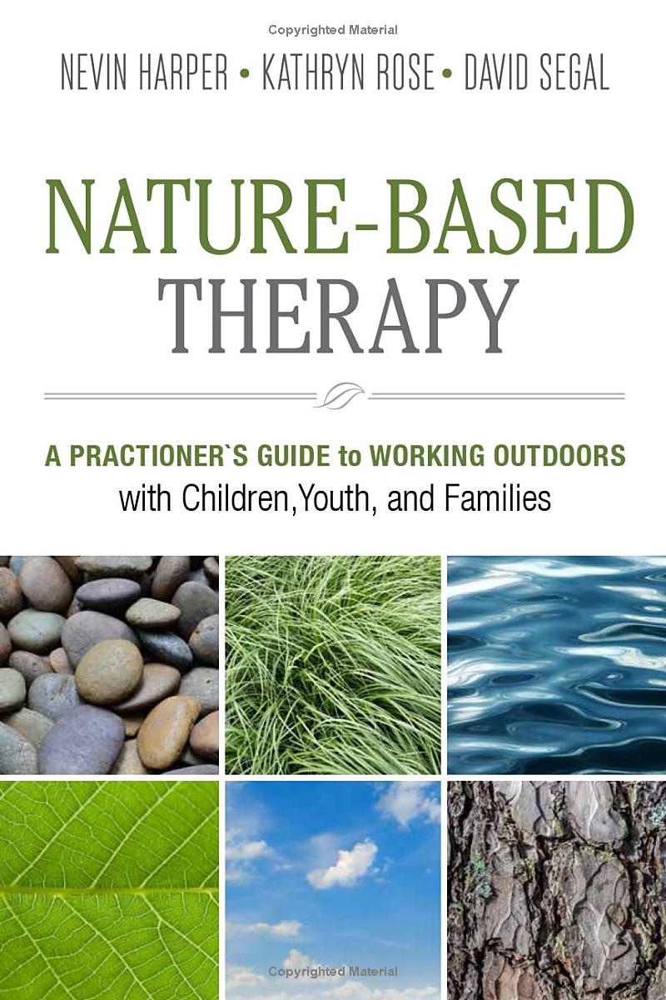 Copyrighted Material
NEVIN HARPER • KATHRYN ROSE • DAVID SEGAL
NATURE-BASED
THERAPY
A PRACTIONER`S GUIDE to WORKING OUTDOORS
with Children,Youth, and Families
Copyrighted Material